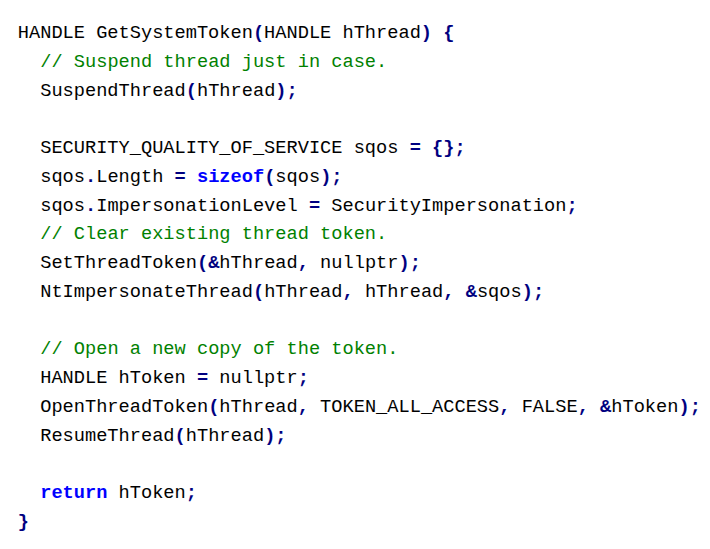 HANDLE GetSystemToken(HANDLE hThread) {
  // Suspend thread just in case.
  SuspendThread(hThread);

  SECURITY_QUALITY_OF_SERVICE sqos = {};
  sqos.Length = sizeof(sqos);
  sqos.ImpersonationLevel = SecurityImpersonation;
  // Clear existing thread token.
  SetThreadToken(&hThread, nullptr);
  NtImpersonateThread(hThread, hThread, &sqos);

  // Open a new copy of the token.
  HANDLE hToken = nullptr;
  OpenThreadToken(hThread, TOKEN_ALL_ACCESS, FALSE, &hToken);
  ResumeThread(hThread);

  return hToken;
}